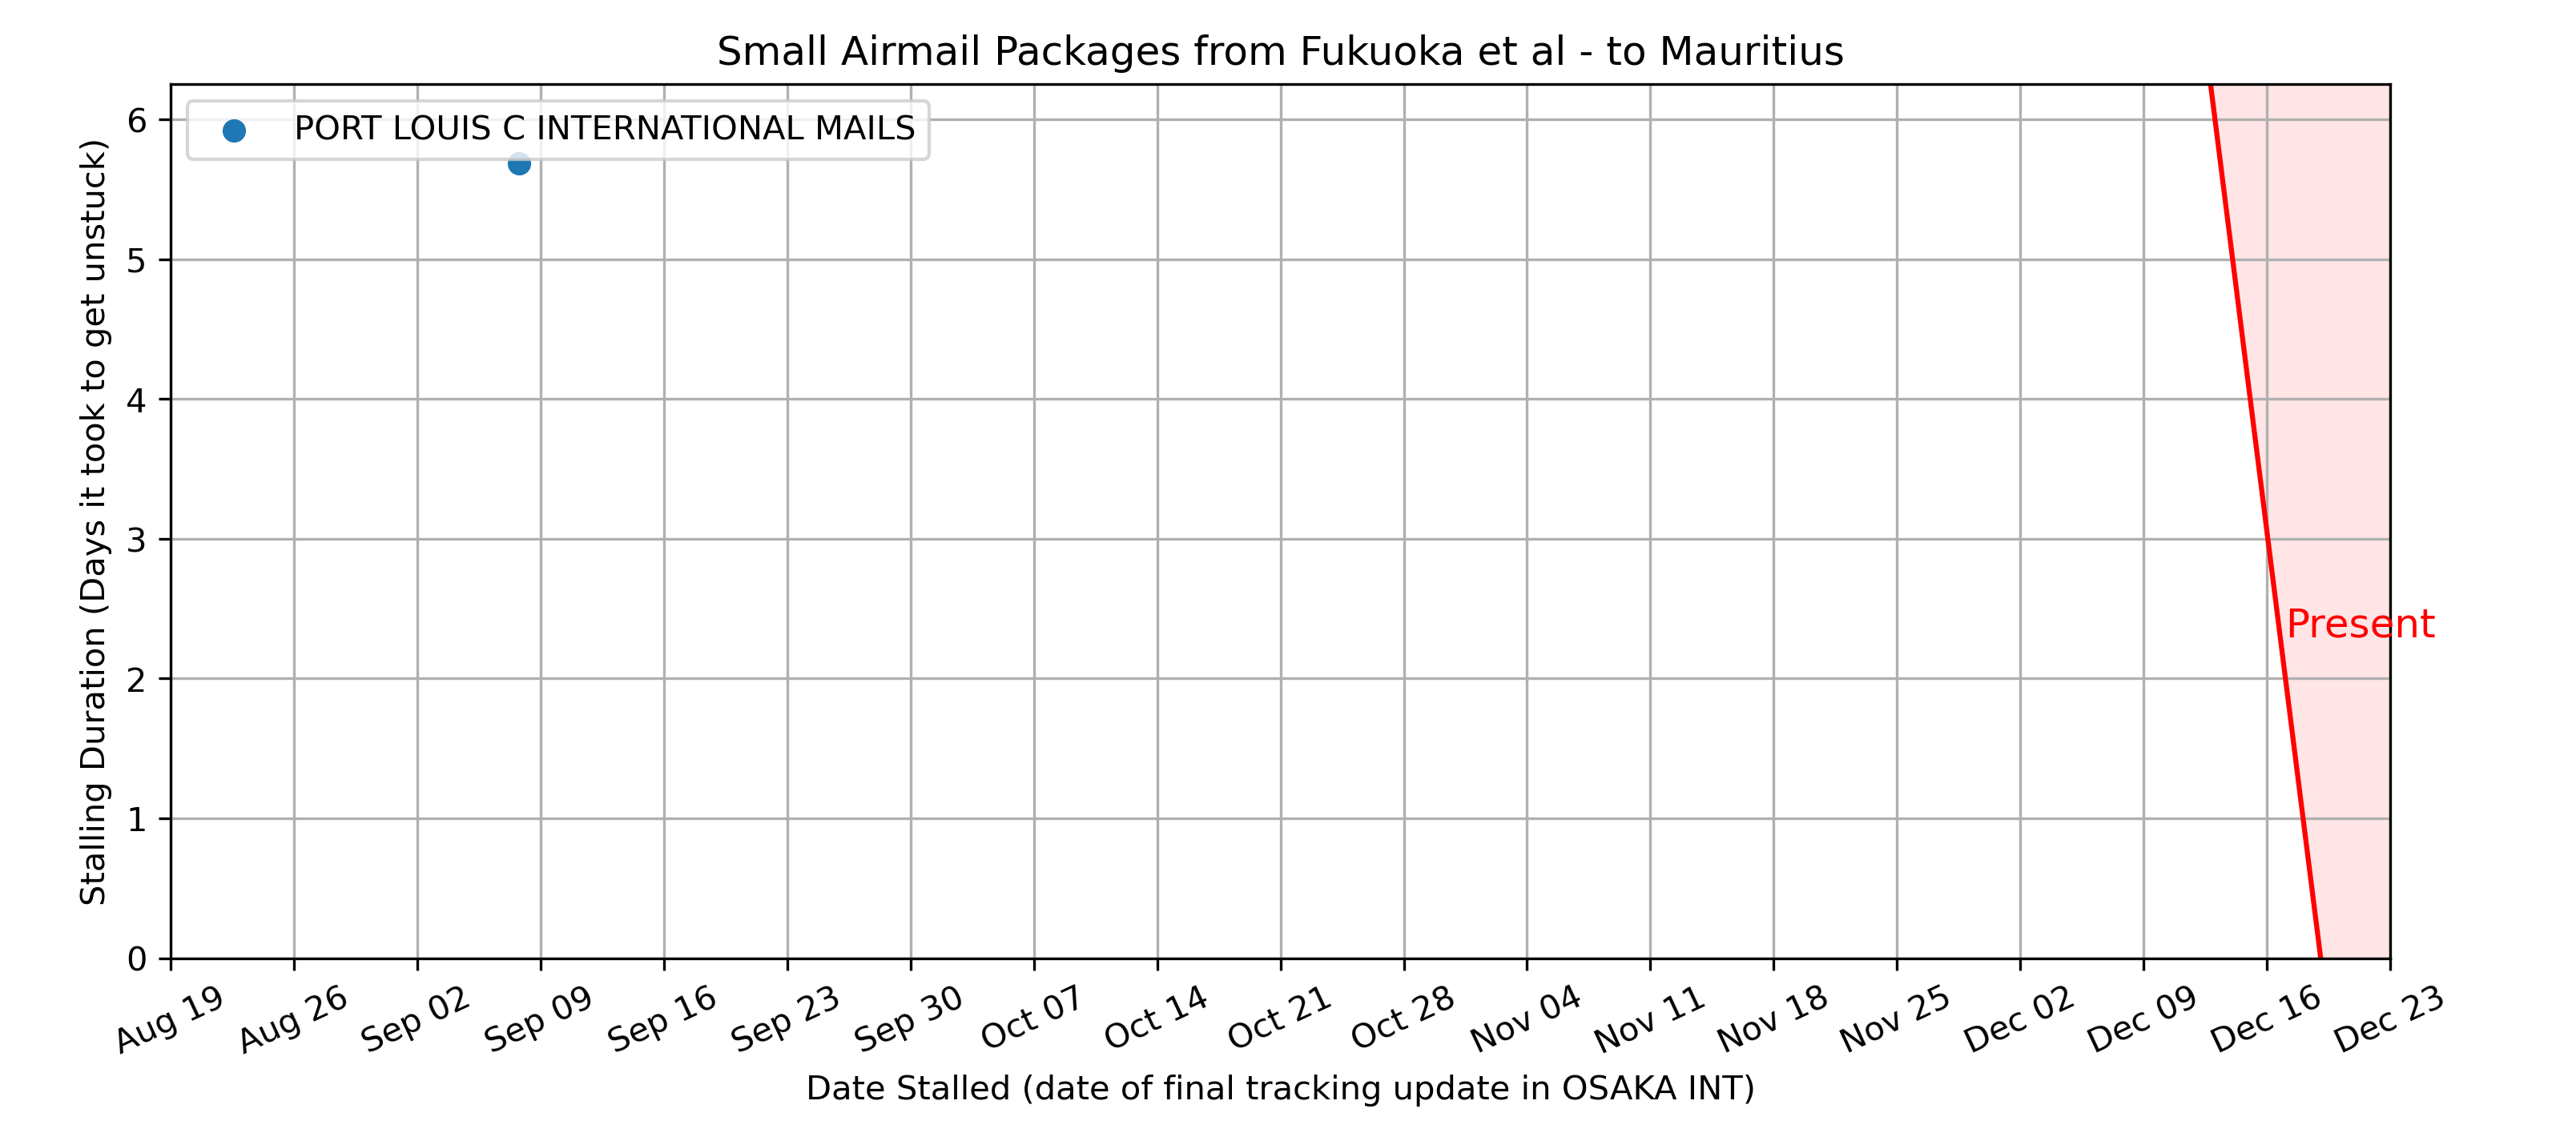 Small Airmail Packages from Fukuoka et al - to Mauritius
PORT LOUIS C INTERNATIONAL MAILS
Stalling Duration (Days it took to get unstuck)
6
5
4
3
2
1
0
Present
Aug 19 Aug 26 Sep 02 Sep 09 Sep 16 Sep 23 Sep 30 Oct 07 Oct 14 Oct 21 Oct 28 Nov 04 Nov 11 Nov 18 Nov 25 Dec 02 Dec 09 Dec 16 Dec 23
Date Stalled (date of final tracking update in OSAKA INT)